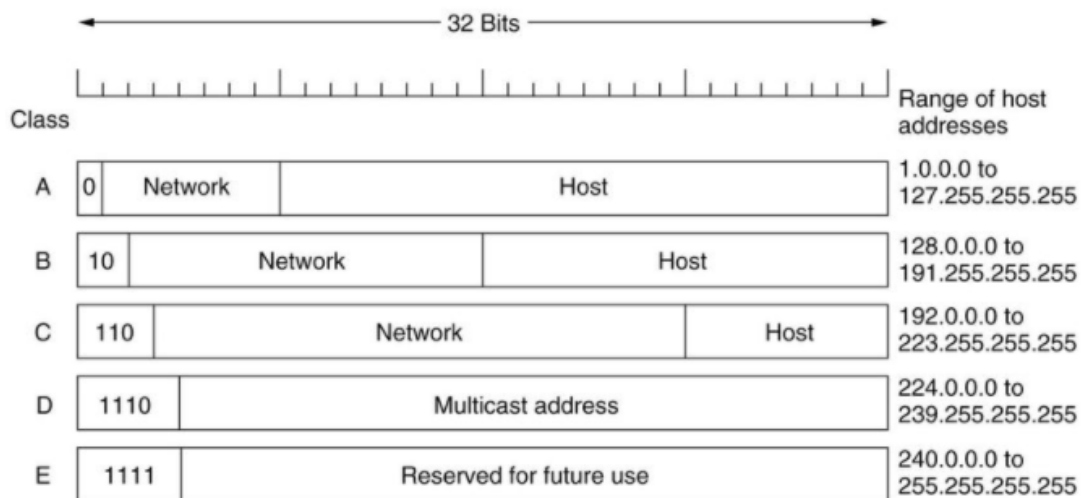 32 Bits
Class
Range of host
addresses
A 0 Network Host 1.0.0.0 to
127.255.255.255
B 10 Network Host 128.0.0.0 to
191.255.255.255
C 110 Network Host 192.0.0.0 to
223.255.255.255
D 1110 Multicast address 224.0.0.0 to
239.255.255.255
E 1111 Reserved for future use 240.0.0.0 to
255.255.255.255